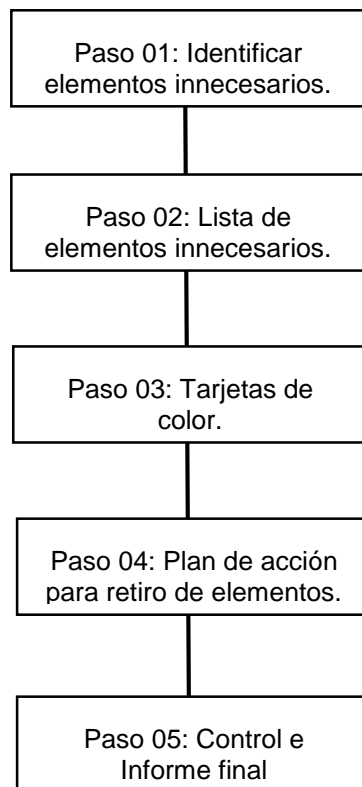 Paso 01: Identificar
elementos innecesarios.
Paso 02: Lista de
elementos innecesarios.
Paso 03: Tarjetas de
color.
Paso 04: Plan de acción
para retiro de elementos.
Paso 05: Control e
Informe final